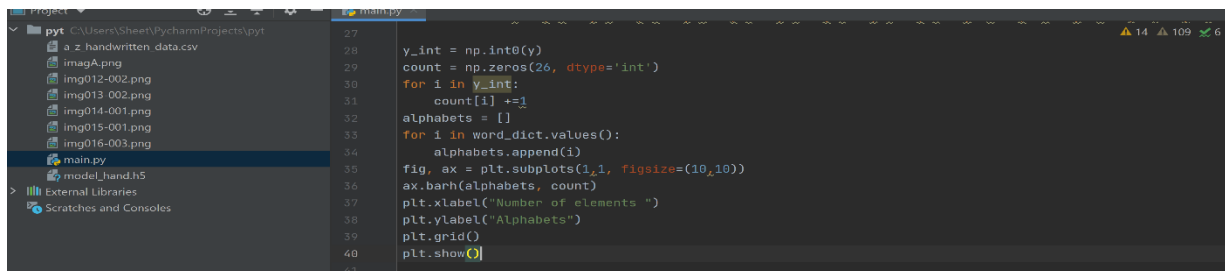 Project
main.py
pyt C:\Users\Sheet\PycharmProjects\pyt
a z handwritten_data.csv
imagA.png
img012-002.png
img013 002.png
img014-001.png
img015-001.png
img016-003.png
main.py
model_hand.h5
External Libraries
Scratches and Consoles
14 109 6
27
28 y_int = np.int0(y)
29 count = np.zeros(26, dtype='int')
30 for i in y_int:
31 count[i] +=1
32 alphabets = []
33 for i in word_dict.values():
34 alphabets.append(i)
35 fig, ax = plt.subplots(1,1, figsize=(10,10))
36 ax.barh(alphabets, count)
37 plt.xlabel("Number of elements ")
38 plt.ylabel("Alphabets")
39 plt.grid()
40 plt.show()